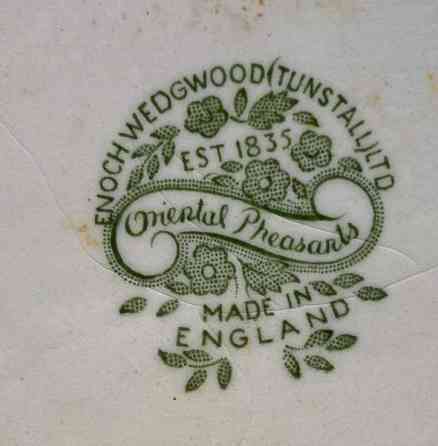 ENOCH WEDGWOOD (TUNSTALL) LTD
EST 1835
Oriental Pheasants
MADE IN
ENGLAND